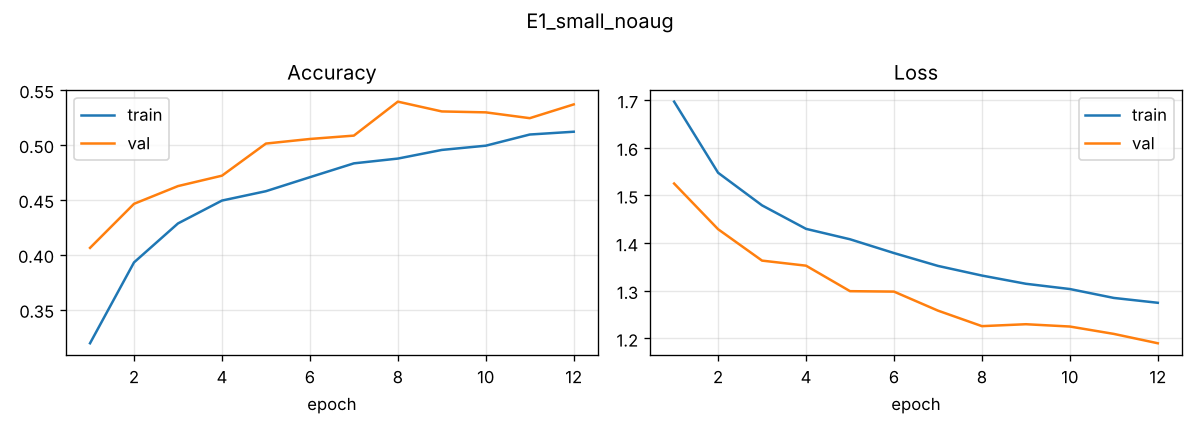 E1_small_noaug
Accuracy
0.55
0.50
0.45
0.40
0.35
train
val
2 4 6 8 10 12
epoch
Loss
1.7
1.6
1.5
1.4
1.3
1.2
train
val
2 4 6 8 10 12
epoch